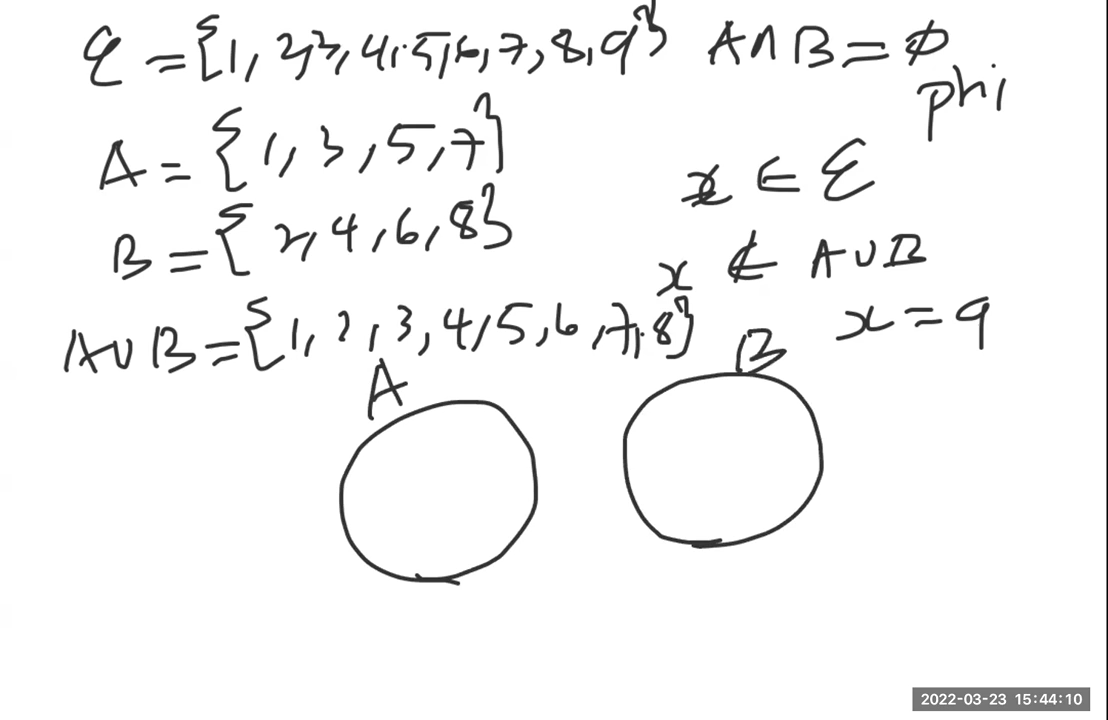 ℰ = {1, 2, 3, 4, 5, 6, 7, 8, 9} A ∩ B = ϕ
phi
A = {1, 3, 5, 7}
x ∈ ℰ
B = {2, 4, 6, 8}
x ∉ A ∪ B
A ∪ B = {1, 2, 3, 4, 5, 6, 7, 8}
x = 9
A B
2022-03-23 15:44:10